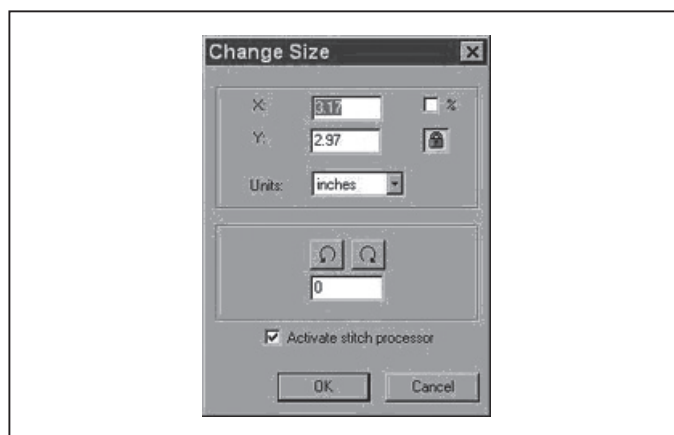 Change Size
X: 3.17 %
Y: 2.97
Units: inches
0
Activate stitch processor
OK Cancel